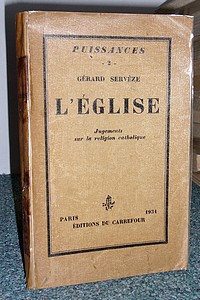 PUISSANCES
- 2 -
GÉRARD SERVÈZE
L'ÉGLISE
Jugements
sur la religion catholique
PARIS 1931
ÉDITIONS DU CARREFOUR